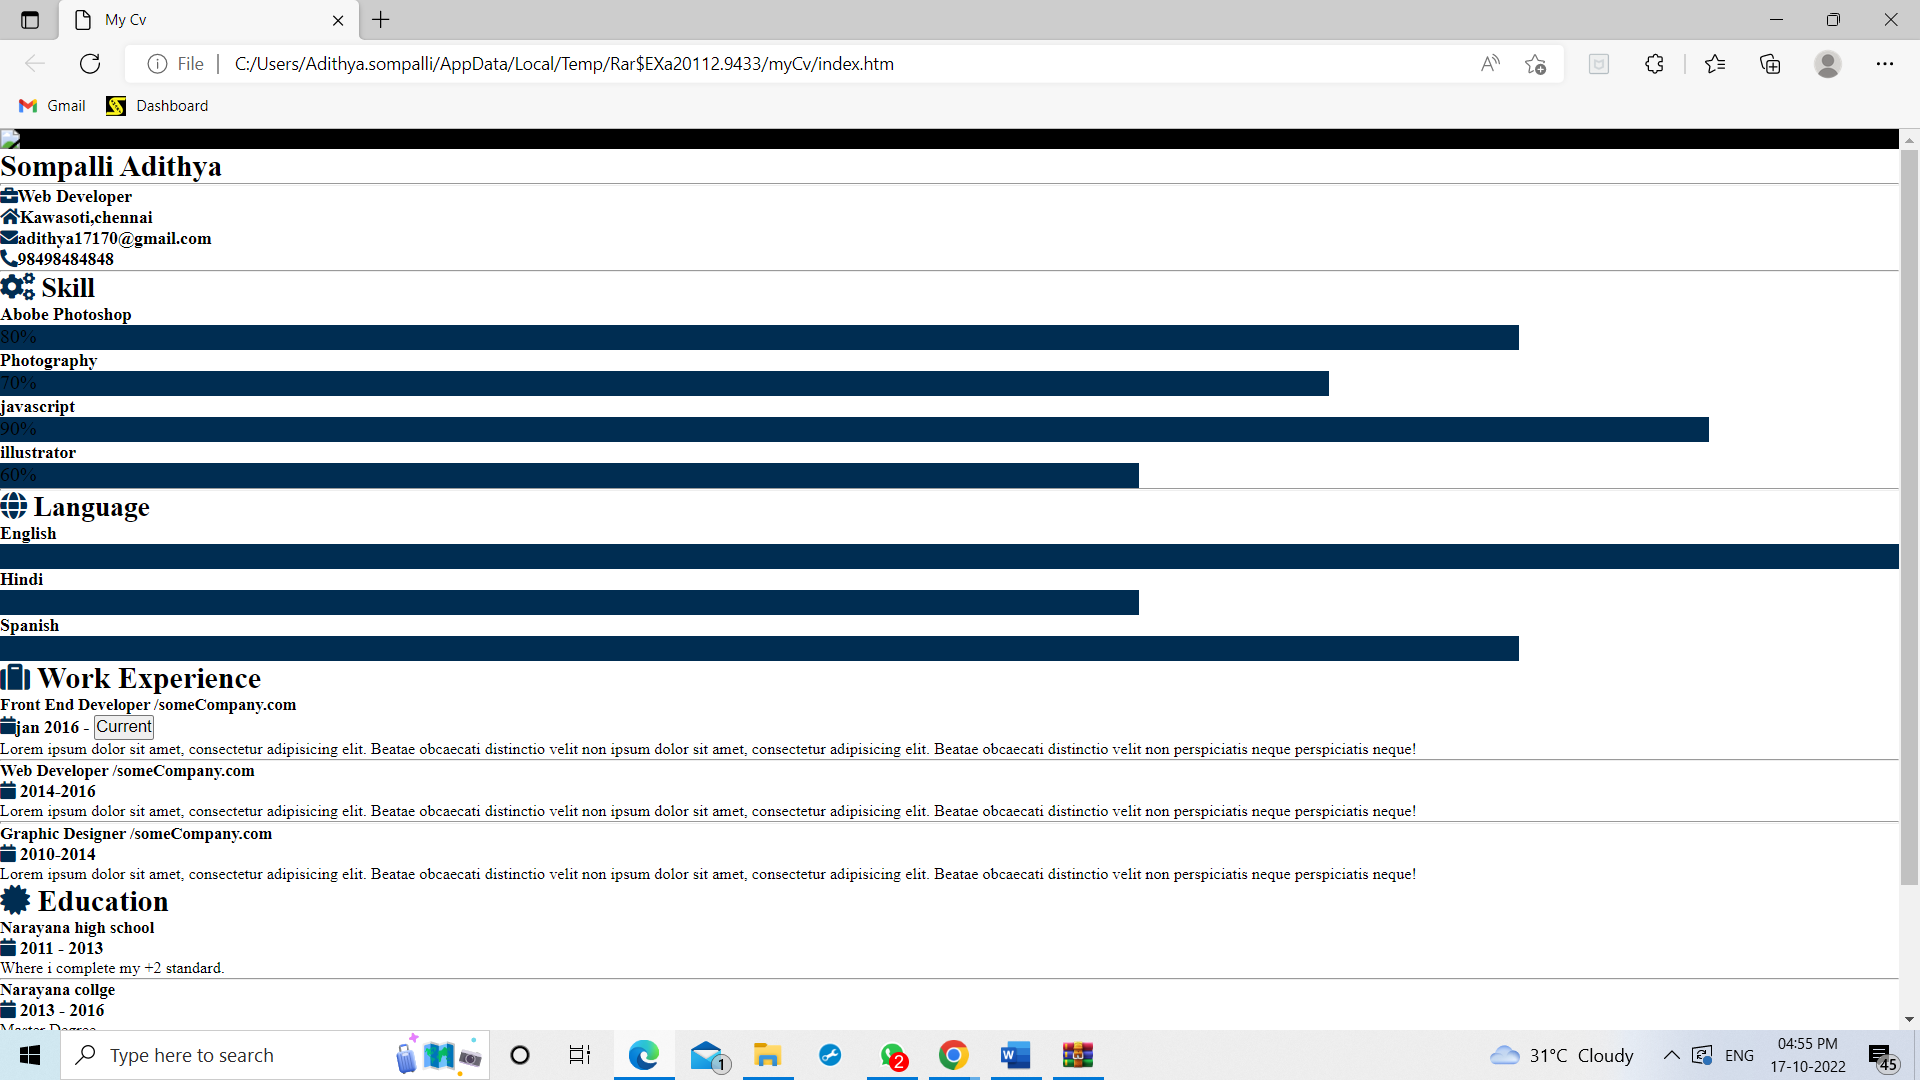 My Cv
File
C:/Users/Adithya.sompalli/AppData/Local/Temp/Rar$EXa20112.9433/myCv/index.htm
Gmail
Dashboard
Sompalli Adithya
Web Developer
Kawasoti,chennai
adithya17170@gmail.com
98498484848
Skill
Abobe Photoshop
80%
Photography
70%
javascript
90%
illustrator
60%
Language
English
Hindi
Spanish
Work Experience
Front End Developer /someCompany.com
jan 2016 - Current
Lorem ipsum dolor sit amet, consectetur adipisicing elit. Beatae obcaecati distinctio velit non ipsum dolor sit amet, consectetur adipisicing elit. Beatae obcaecati distinctio velit non perspiciatis neque perspiciatis neque!
Web Developer /someCompany.com
2014-2016
Lorem ipsum dolor sit amet, consectetur adipisicing elit. Beatae obcaecati distinctio velit non ipsum dolor sit amet, consectetur adipisicing elit. Beatae obcaecati distinctio velit non perspiciatis neque perspiciatis neque!
Graphic Designer /someCompany.com
2010-2014
Lorem ipsum dolor sit amet, consectetur adipisicing elit. Beatae obcaecati distinctio velit non ipsum dolor sit amet, consectetur adipisicing elit. Beatae obcaecati distinctio velit non perspiciatis neque perspiciatis neque!
Education
Narayana high school
2011 - 2013
Where i complete my +2 standard.
Narayana collge
2013 - 2016
Master Degree
Type here to search
1
2
31°C Cloudy
ENG
04:55 PM
17-10-2022
45